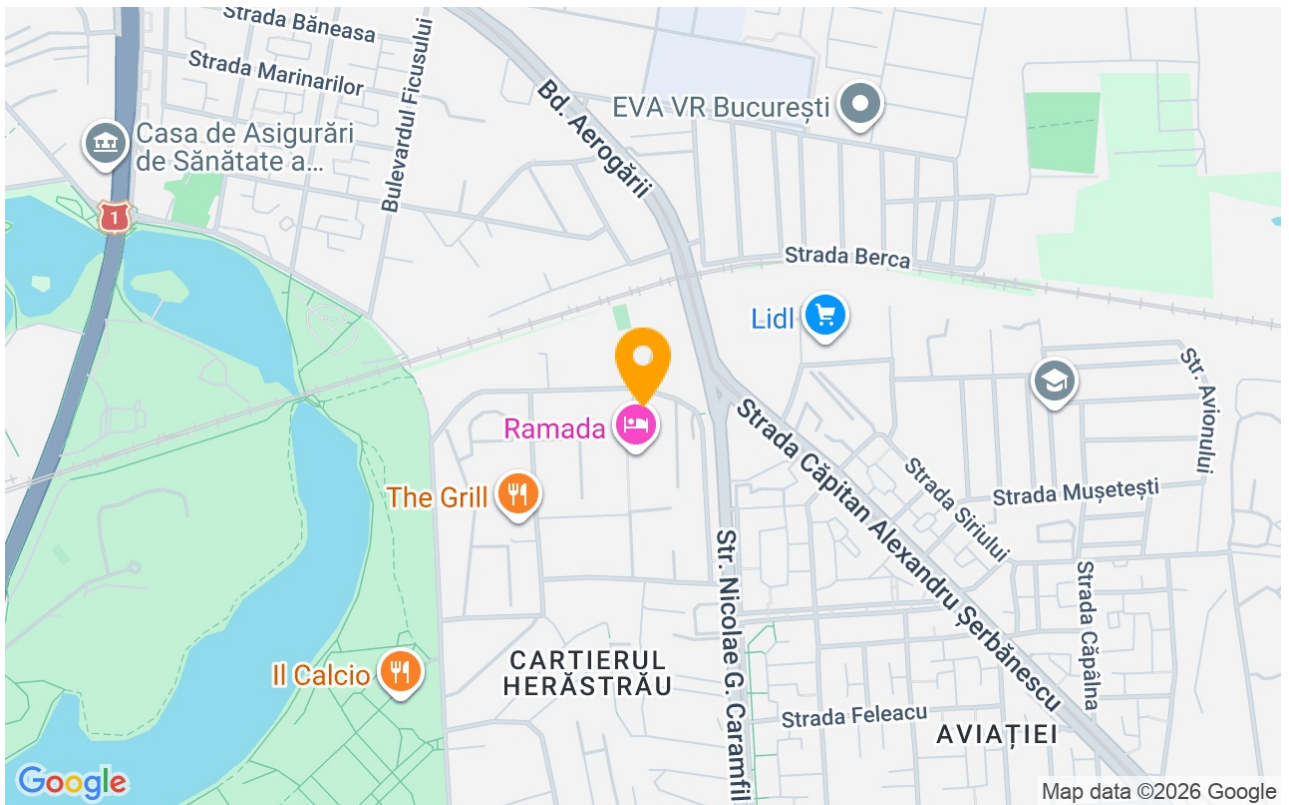 Strada Băneasa
Strada Marinarilor
Bulevardul Ficusului
Bd. Aerogării
EVA VR București
Casa de Asigurări
de Sănătate a...
1
Strada Berca
Lidl
Str. Avionului
Ramada
Strada Căpitan Alexandru Șerbănescu
The Grill
Strada Siriului
Strada Mușetești
Str. Nicolae G. Caramfil
Strada Căpâlna
Il Calcio
CARTIERUL
HERĂSTRĂU
Strada Feleacu
AVIAȚIEI
Google
Map data ©2026 Google